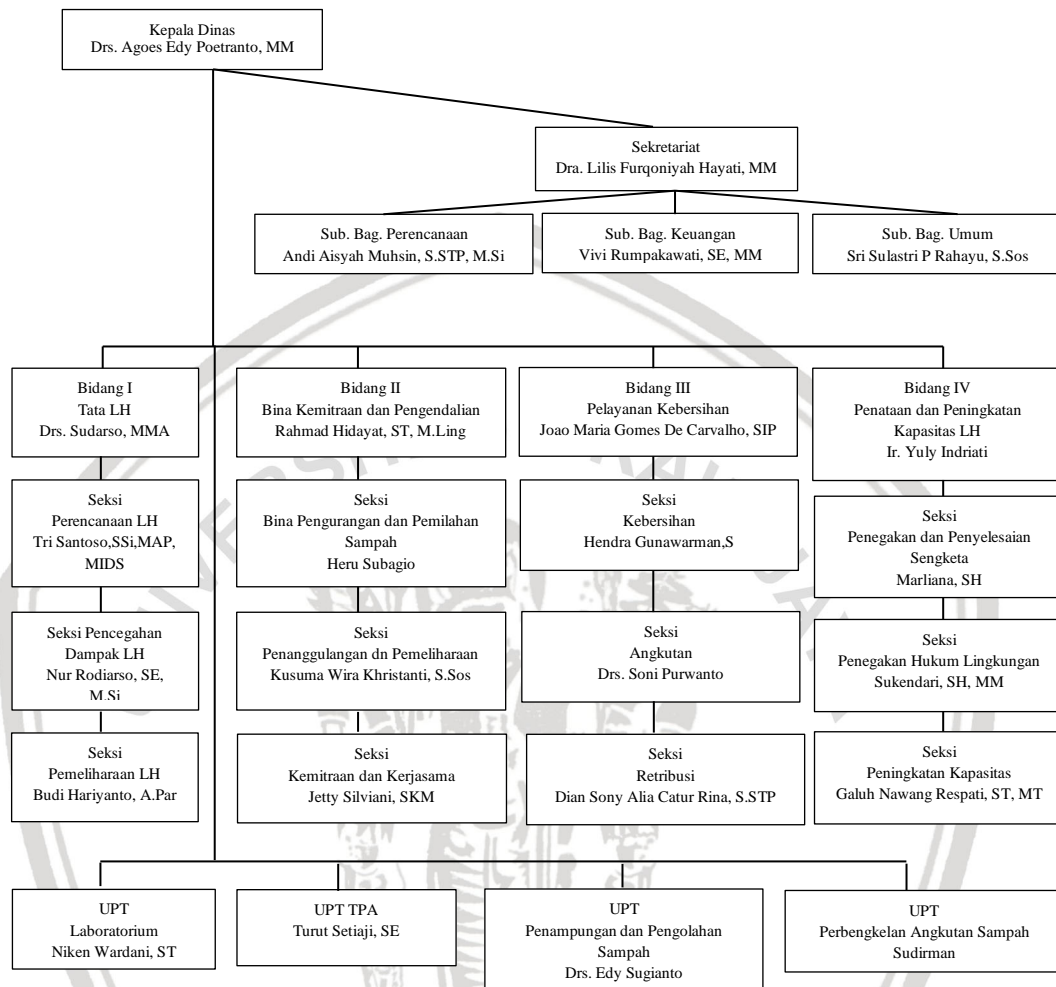 Kepala Dinas
Drs. Agoes Edy Poetranto, MM
Sekretariat
Dra. Lilis Furqoniyah Hayati, MM
Sub. Bag. Perencanaan
Andi Aisyah Muhsin, S.STP, M.Si
Sub. Bag. Keuangan
Vivi Rumpakawati, SE, MM
Sub. Bag. Umum
Sri Sulastri P Rahayu, S.Sos
Bidang I
Tata LH
Drs. Sudarso, MMA
Bidang II
Bina Kemitraan dan Pengendalian
Rahmad Hidayat, ST, M.Ling
Bidang III
Pelayanan Kebersihan
Joao Maria Gomes De Carvalho, SIP
Bidang IV
Penataan dan Peningkatan
Kapasitas LH
Ir. Yuly Indriati
Seksi
Perencanaan LH
Tri Santoso,SSi,MAP,
MIDS
Seksi
Bina Pengurangan dan Pemilahan
Sampah
Heru Subagio
Seksi
Kebersihan
Hendra Gunawarman,S
Seksi
Penegakan dan Penyelesaian
Sengketa
Marliana, SH
Seksi Pencegahan
Dampak LH
Nur Rodiarso, SE,
M.Si
Seksi
Penanggulangan dn Pemeliharaan
Kusuma Wira Khristanti, S.Sos
Seksi
Angkutan
Drs. Soni Purwanto
Seksi
Penegakan Hukum Lingkungan
Sukendari, SH, MM
Seksi
Pemeliharaan LH
Budi Hariyanto, A.Par
Seksi
Kemitraan dan Kerjasama
Jetty Silviani, SKM
Seksi
Retribusi
Dian Sony Alia Catur Rina, S.STP
Seksi
Peningkatan Kapasitas
Galuh Nawang Respati, ST, MT
UPT
Laboratorium
Niken Wardani, ST
UPT TPA
Turut Setiaji, SE
UPT
Penampungan dan Pengolahan
Sampah
Drs. Edy Sugianto
UPT
Perbengkelan Angkutan Sampah
Sudirman